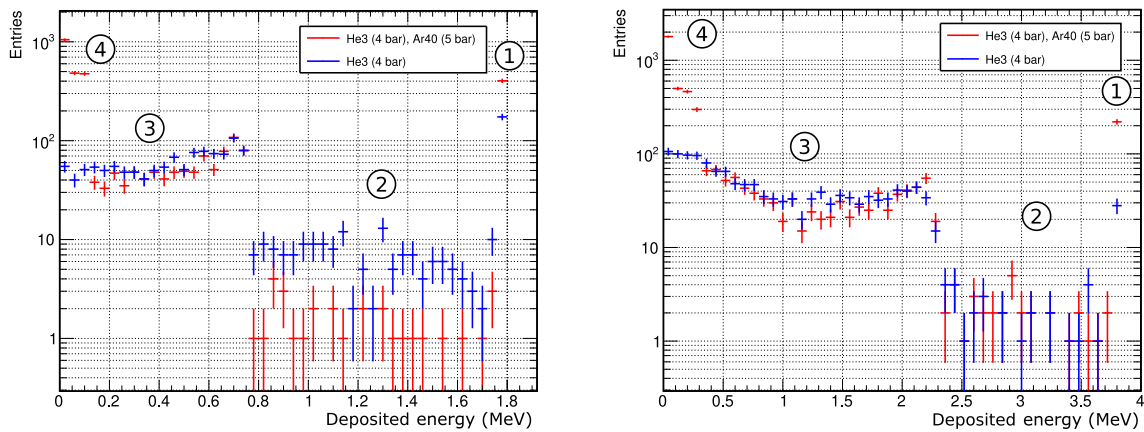 Entries
10³
10²
10
1
He3 (4 bar), Ar40 (5 bar)
He3 (4 bar)
④
③
②
①
0 0.2 0.4 0.6 0.8 1 1.2 1.4 1.6 1.8
Deposited energy (MeV)
Entries
10³
10²
10
1
He3 (4 bar), Ar40 (5 bar)
He3 (4 bar)
④
③
②
①
0 0.5 1 1.5 2 2.5 3 3.5 4
Deposited energy (MeV)